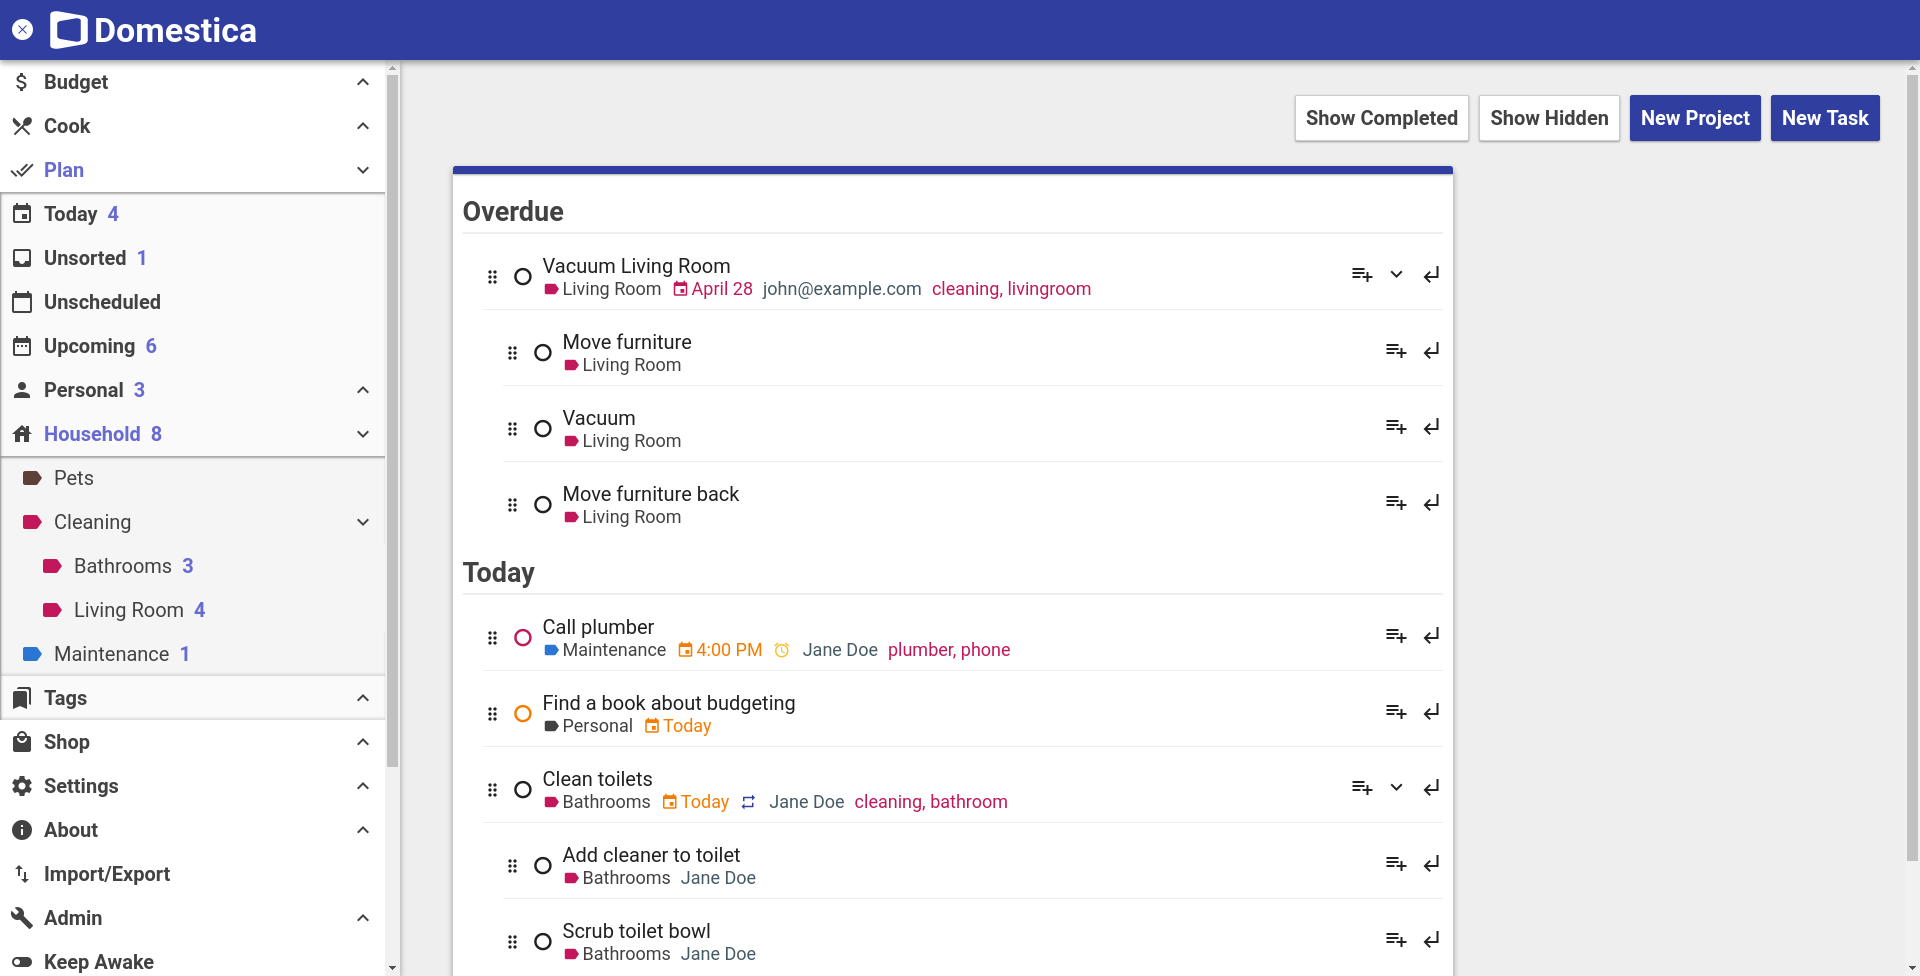 Domestica
Budget
Cook
Plan
Today 4
Unsorted 1
Unscheduled
Upcoming 6
Personal 3
Household 8
Pets
Cleaning
Bathrooms 3
Living Room 4
Maintenance 1
Tags
Shop
Settings
About
Import/Export
Admin
Keep Awake
Show Completed Show Hidden New Project New Task
Overdue
Vacuum Living Room
Living Room April 28 john@example.com cleaning, livingroom
Move furniture
Living Room
Vacuum
Living Room
Move furniture back
Living Room
Today
Call plumber
Maintenance 4:00 PM Jane Doe plumber, phone
Find a book about budgeting
Personal Today
Clean toilets
Bathrooms Today Jane Doe cleaning, bathroom
Add cleaner to toilet
Bathrooms Jane Doe
Scrub toilet bowl
Bathrooms Jane Doe